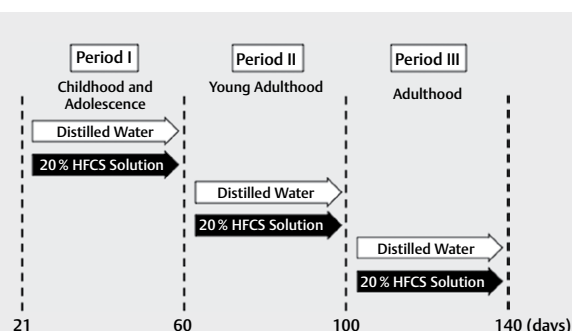 Period I
Period II
Period III
Childhood and
Adolescence
Young Adulthood
Adulthood
Distilled Water
20 % HFCS Solution
Distilled Water
20 % HFCS Solution
Distilled Water
20 % HFCS Solution
21
60
100
140 (days)